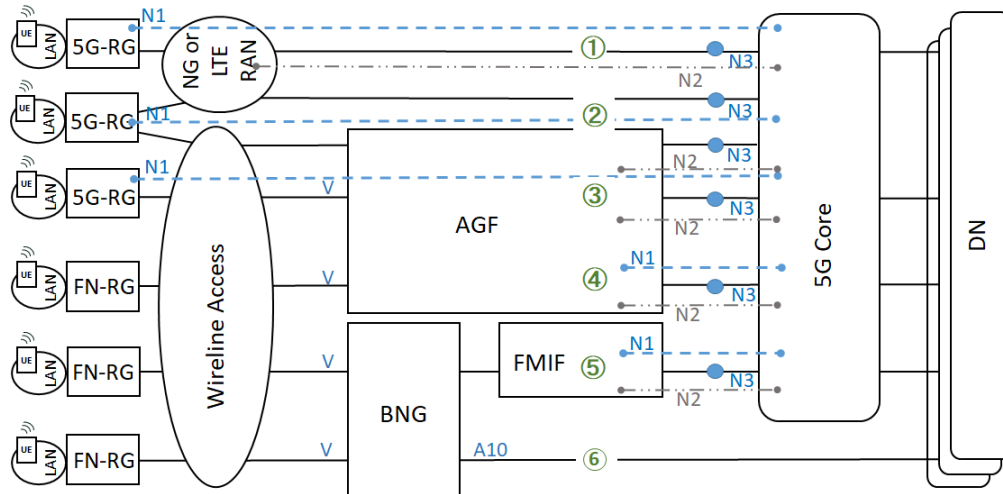 UE
LAN
5G-RG
N1
NG or
LTE
RAN
①
N3
N2
5G Core
DN
UE
LAN
5G-RG
N1
②
N3
N2
N3
UE
LAN
5G-RG
N1
V
AGF
③
N3
N2
Wireline Access
UE
LAN
FN-RG
V
④
N1
N3
N2
UE
LAN
FN-RG
V
BNG
FMIF
⑤
N1
N3
N2
UE
LAN
FN-RG
V
A10
⑥